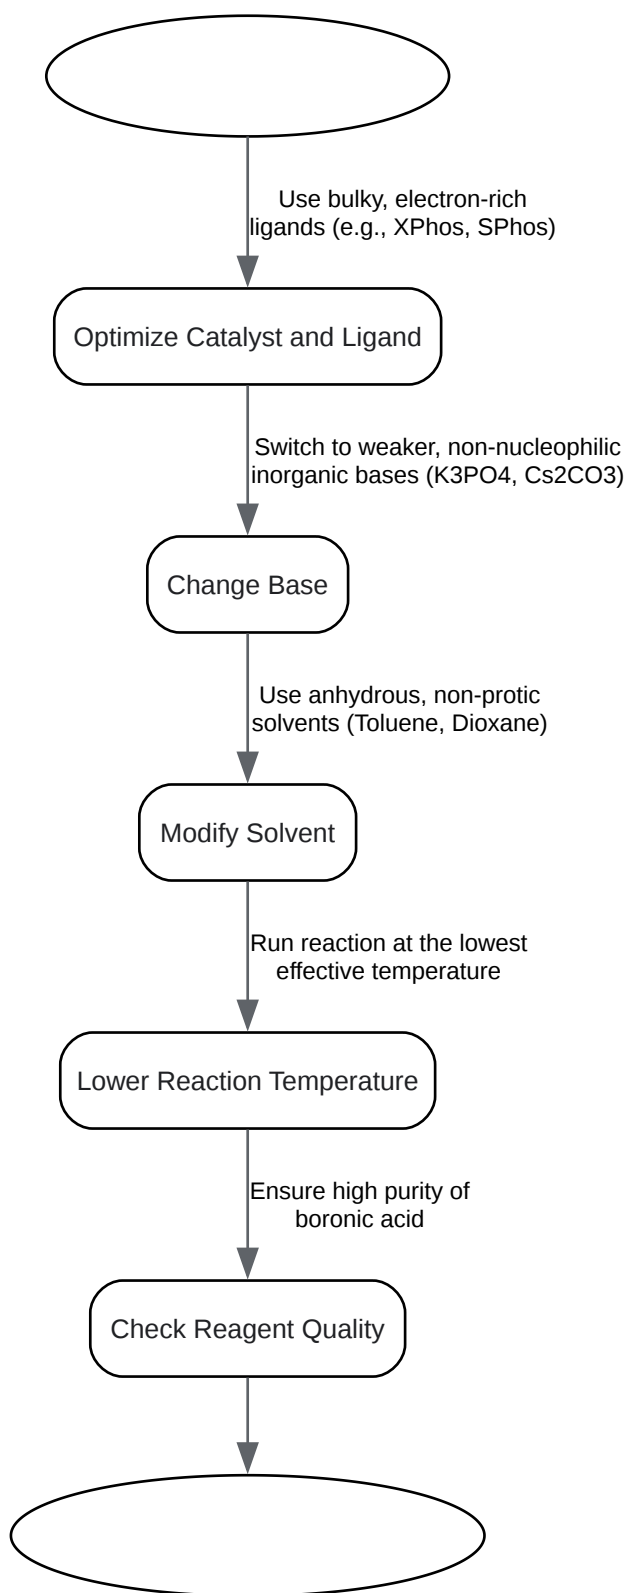 Use bulky, electron-rich
ligands (e.g., XPhos, SPhos)
Optimize Catalyst and Ligand
Switch to weaker, non-nucleophilic
inorganic bases (K3PO4, Cs2CO3)
Change Base
Use anhydrous, non-protic
solvents (Toluene, Dioxane)
Modify Solvent
Run reaction at the lowest
effective temperature
Lower Reaction Temperature
Ensure high purity of
boronic acid
Check Reagent Quality